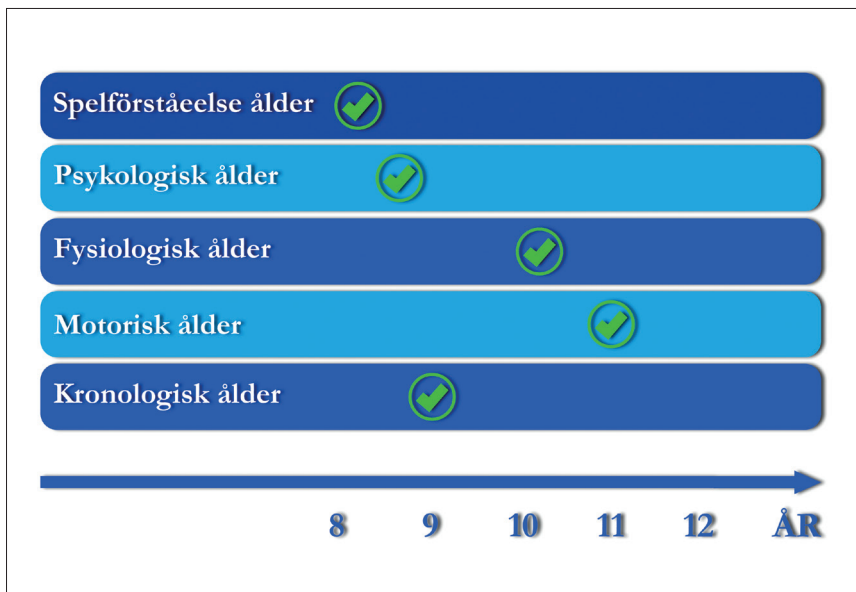 Spelförståeelse ålder
Psykologisk ålder
Fysiologisk ålder
Motorisk ålder
Kronologisk ålder
8 9 10 11 12 ÅR